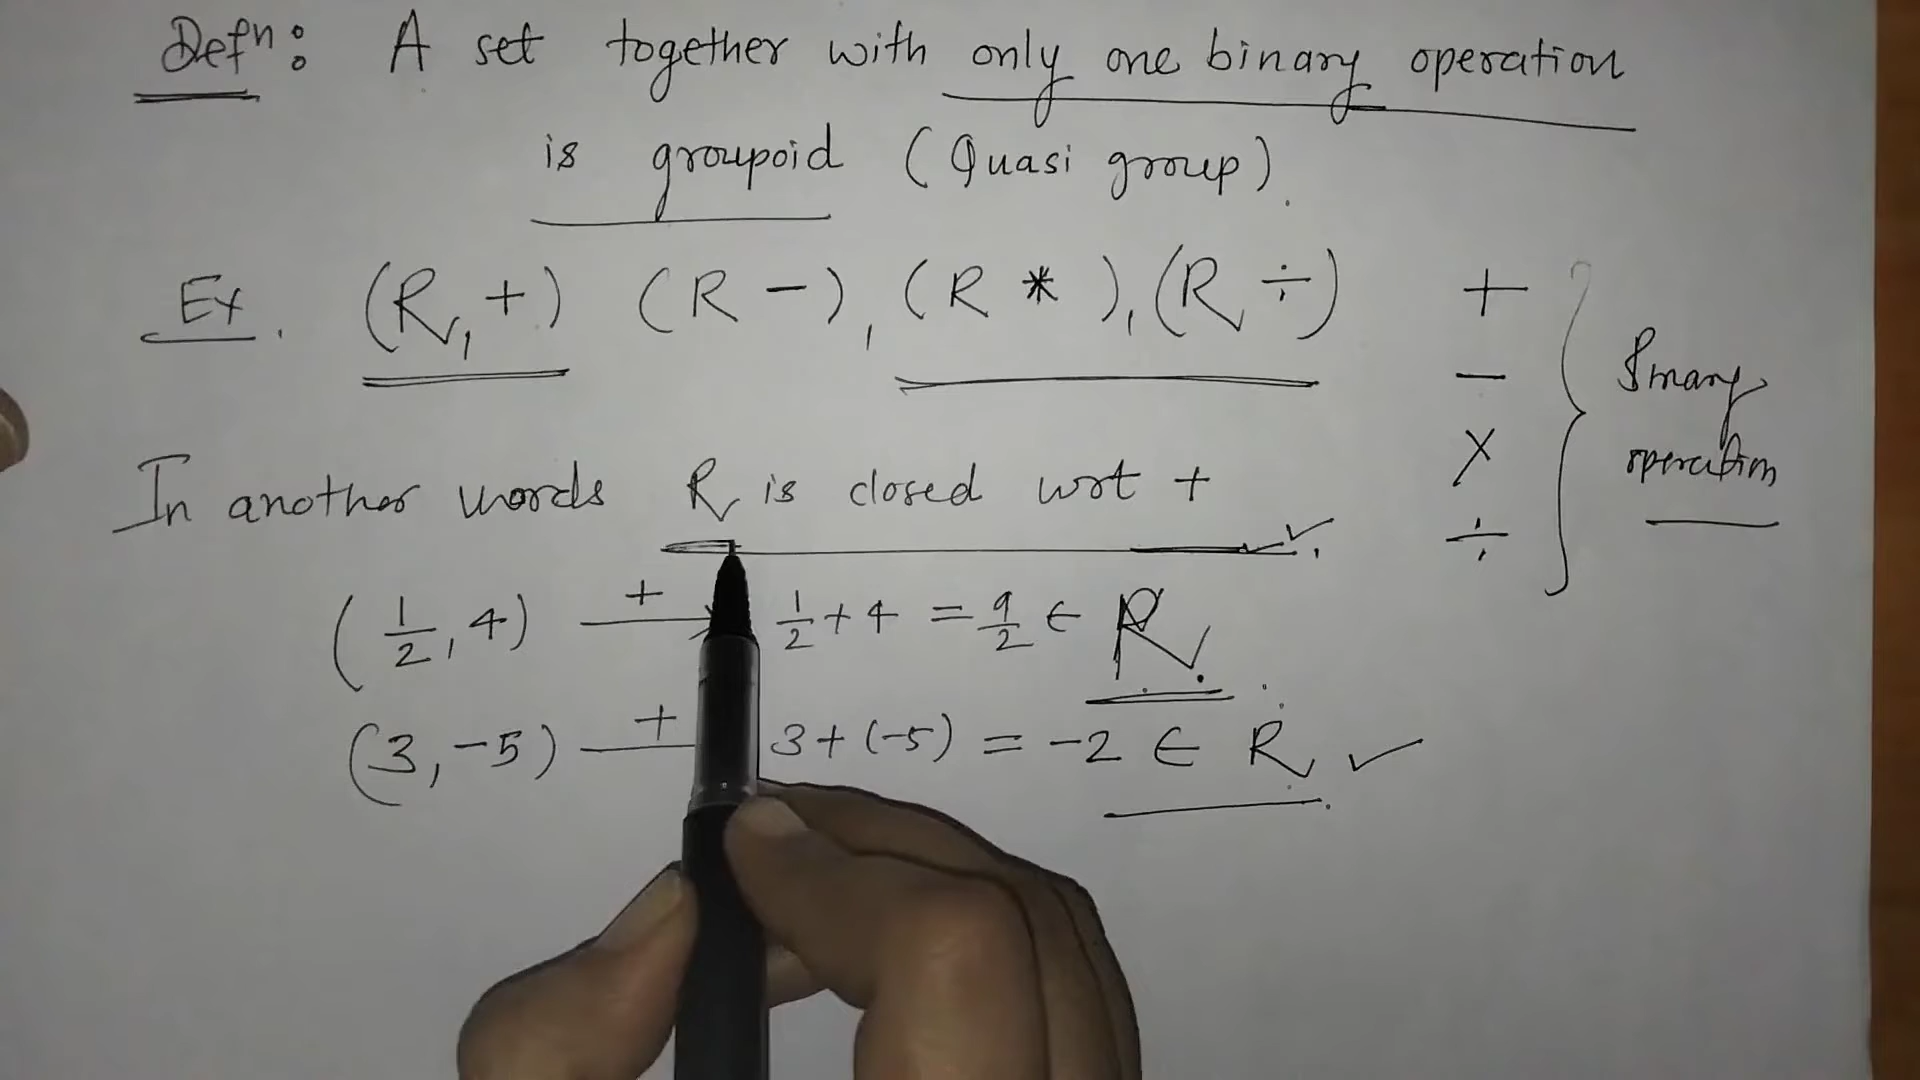 Defn: A set together with only one binary operation
is groupoid (Quasi group).
Ex. (R, +) (R -), (R * ), (R ÷)
+
-
×
÷
Binary operation
In another words R is closed wrt + ✓
(1/2, 4) + → 1/2 + 4 = 9/2 ∈ R
(3, -5) + 3 + (-5) = -2 ∈ R ✓